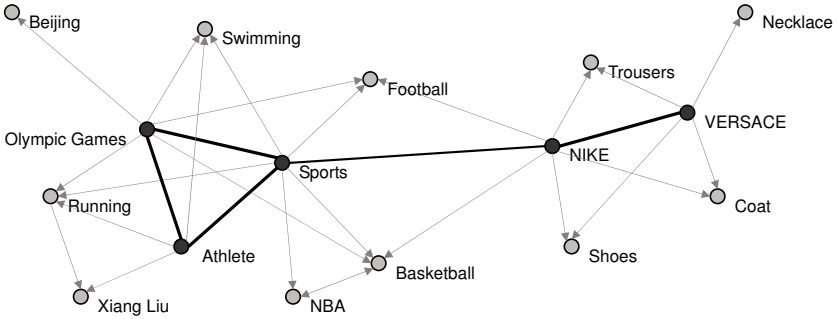 Beijing
Necklace
Swimming
Trousers
Football
VERSACE
Olympic Games
NIKE
Sports
Running
Coat
Athlete
Shoes
Basketball
Xiang Liu
NBA